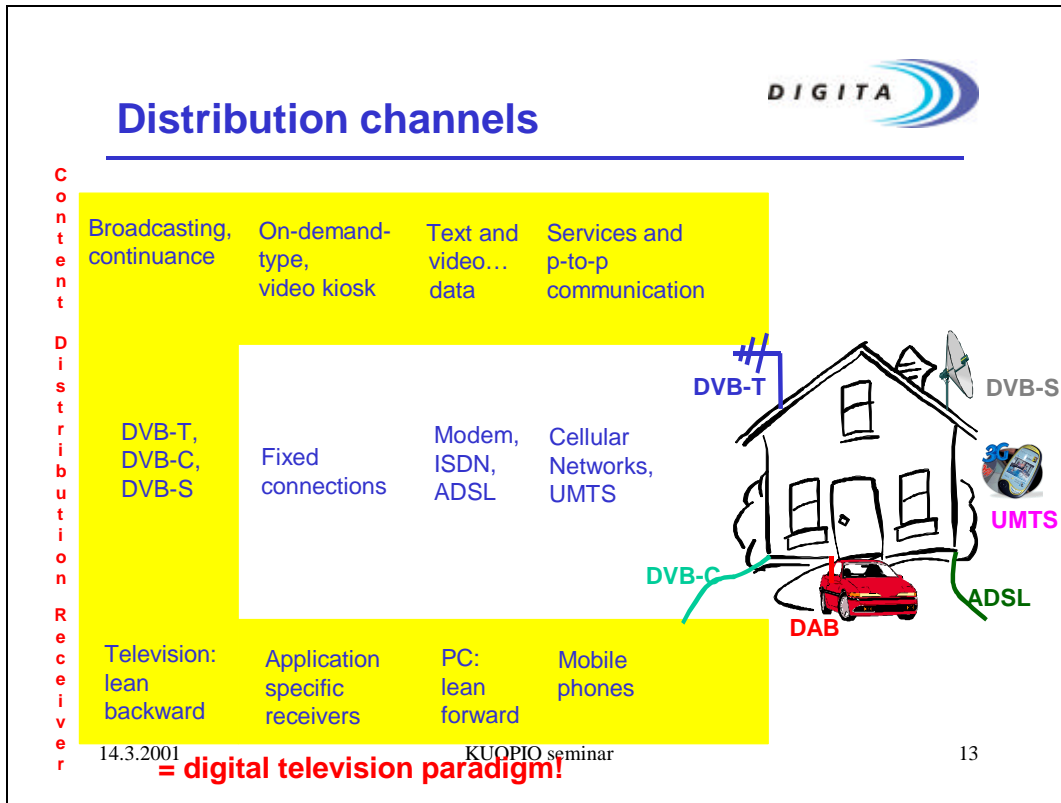 DIGITA
Distribution channels
Content Distribution Receiver
Broadcasting,
continuance
On-demand-
type,
video kiosk
Text and
video…
data
Services and
p-to-p
communication
DVB-T,
DVB-C,
DVB-S
Fixed
connections
Modem,
ISDN,
ADSL
Cellular
Networks,
UMTS
DVB-T
DVB-S
3G
UMTS
DVB-C
ADSL
DAB
Television:
lean
backward
Application
specific
receivers
PC:
lean
forward
Mobile
phones
14.3.2001
KUOPIO seminar
13
= digital television paradigm!